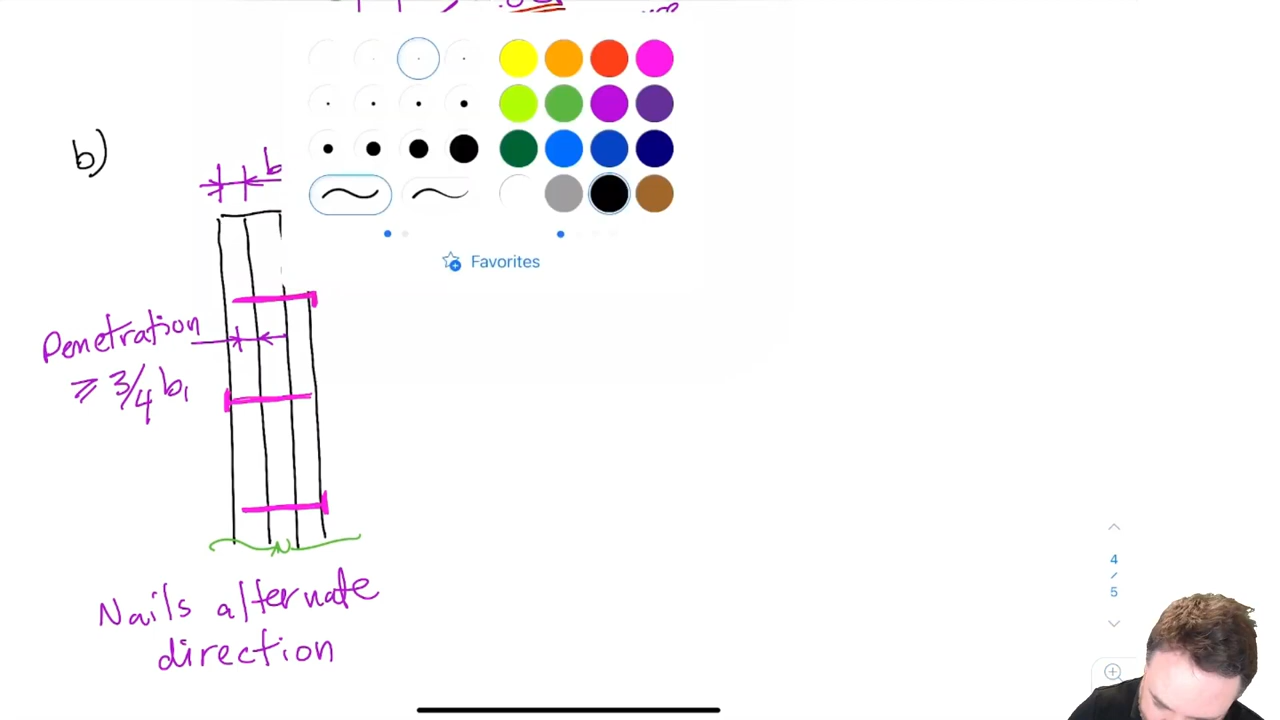 b)
b
Favorites
Penetration
≥ 3/4 b₁
N
Nails alternate
direction
4
/
5